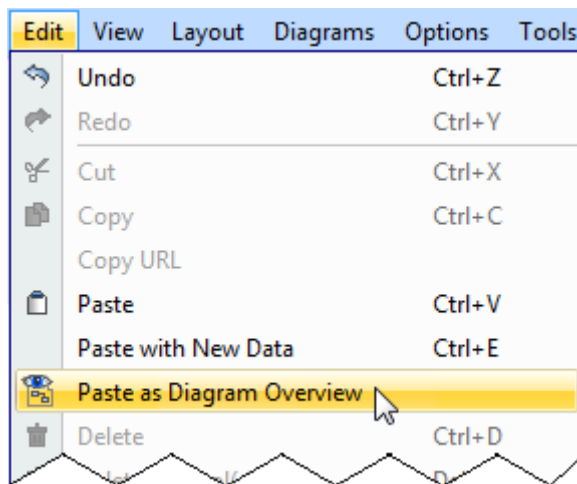 Edit View Layout Diagrams Options Tools
Undo Ctrl+Z
Redo Ctrl+Y
Cut Ctrl+X
Copy Ctrl+C
Copy URL
Paste Ctrl+V
Paste with New Data Ctrl+E
Paste as Diagram Overview
Delete Ctrl+D